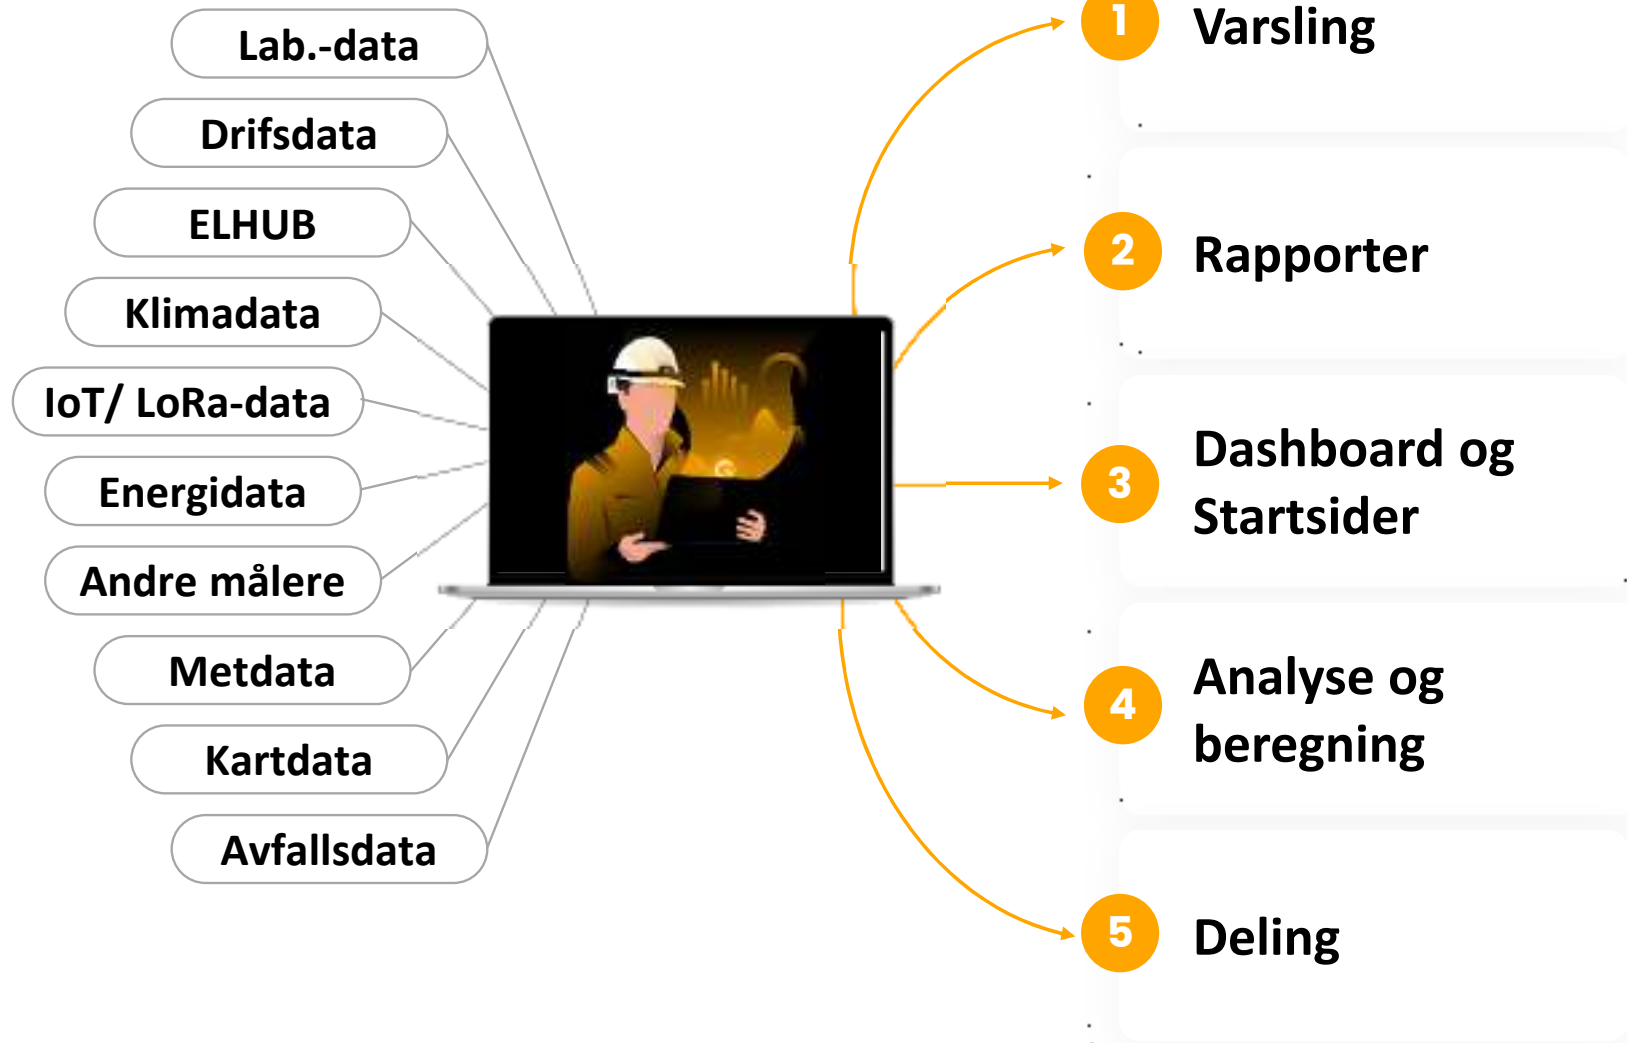 Lab.-data
Drifsdata
ELHUB
Klimadata
IoT/ LoRa-data
Energidata
Andre målere
Metdata
Kartdata
Avfallsdata
1
Varsling
2
Rapporter
3
Dashboard og
Startsider
4
Analyse og
beregning
5
Deling